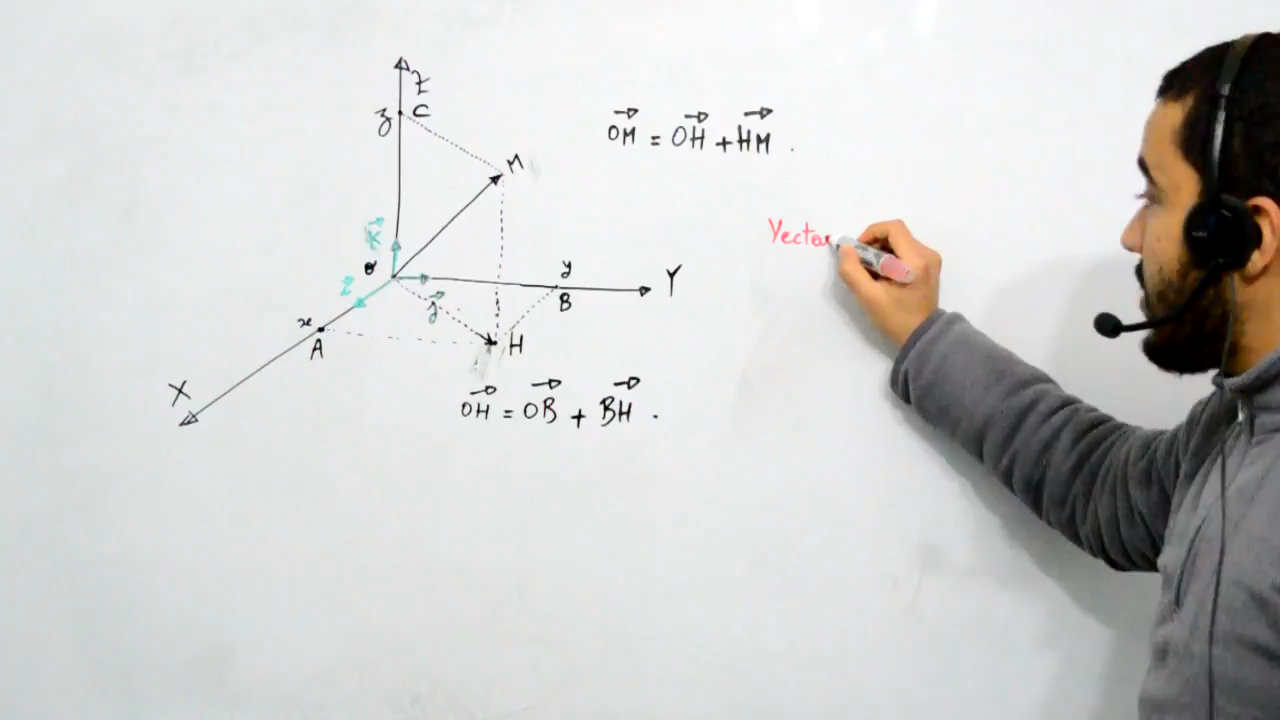 Z
z C
M
→OM = →OH + →HM .
→k
Vector
O
y
Y
→i
→j
B
x
A
H
X
→OH = →OB + →BH .